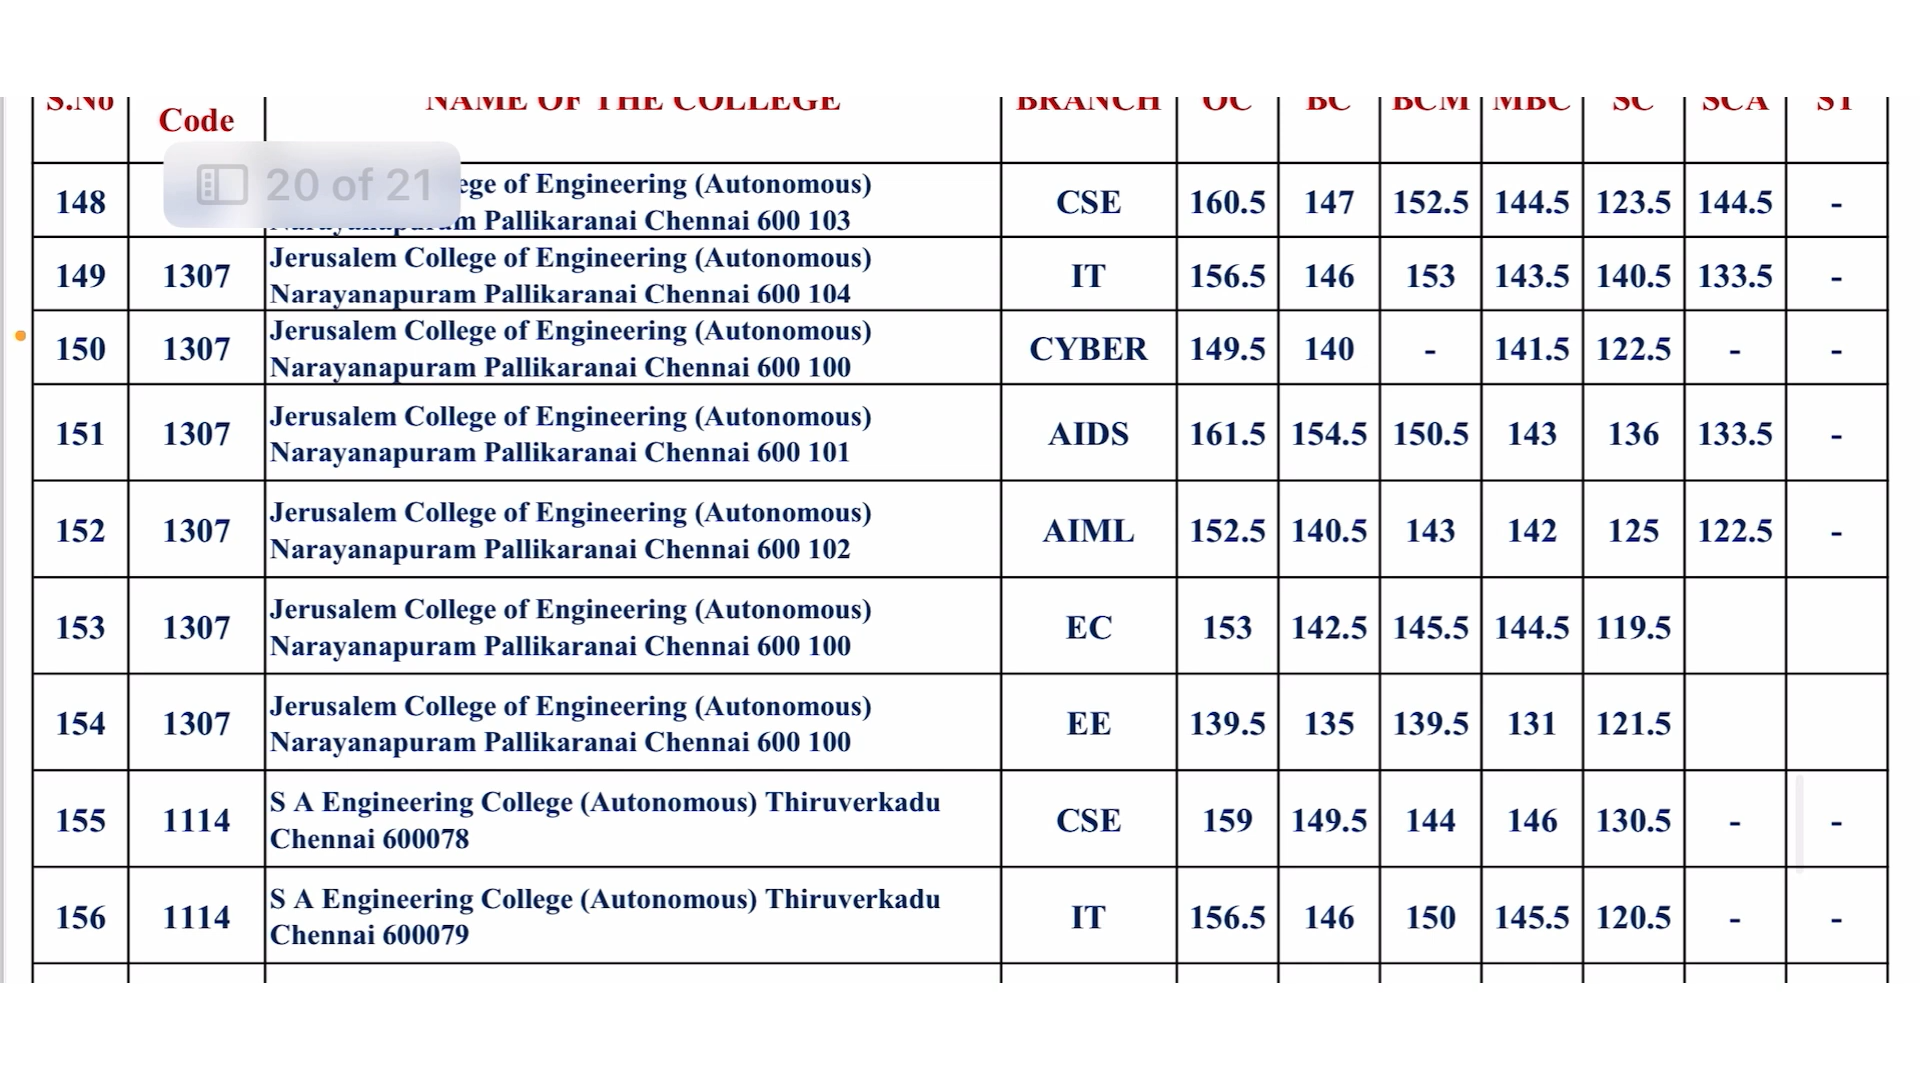 S.No Code NAME OF THE COLLEGE BRANCH OC BC BCM MBC SC SCA ST
20 of 21
148 ege of Engineering (Autonomous) CSE 160.5 147 152.5 144.5 123.5 144.5 -
Pallikaranai Chennai 600 103
149 1307 Jerusalem College of Engineering (Autonomous) IT 156.5 146 153 143.5 140.5 133.5 -
Narayanapuram Pallikaranai Chennai 600 104
150 1307 Jerusalem College of Engineering (Autonomous) CYBER 149.5 140 - 141.5 122.5 - -
Narayanapuram Pallikaranai Chennai 600 100
151 1307 Jerusalem College of Engineering (Autonomous) AIDS 161.5 154.5 150.5 143 136 133.5 -
Narayanapuram Pallikaranai Chennai 600 101
152 1307 Jerusalem College of Engineering (Autonomous) AIML 152.5 140.5 143 142 125 122.5 -
Narayanapuram Pallikaranai Chennai 600 102
153 1307 Jerusalem College of Engineering (Autonomous) EC 153 142.5 145.5 144.5 119.5
Narayanapuram Pallikaranai Chennai 600 100
154 1307 Jerusalem College of Engineering (Autonomous) EE 139.5 135 139.5 131 121.5
Narayanapuram Pallikaranai Chennai 600 100
155 1114 S A Engineering College (Autonomous) Thiruverkadu CSE 159 149.5 144 146 130.5 - -
Chennai 600078
156 1114 S A Engineering College (Autonomous) Thiruverkadu IT 156.5 146 150 145.5 120.5 - -
Chennai 600079